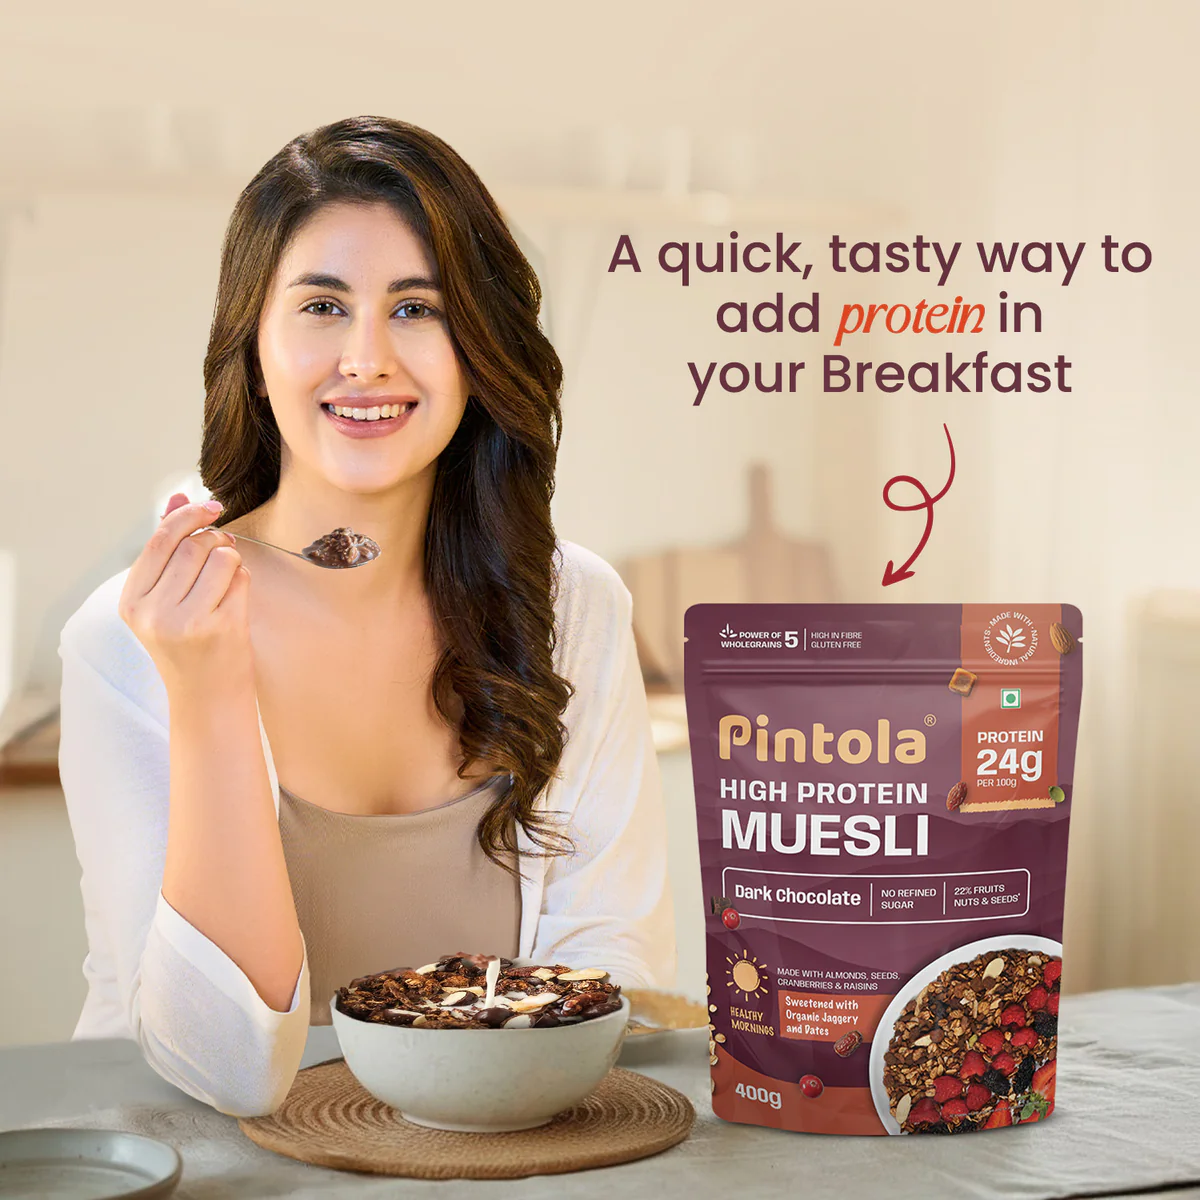 A quick, tasty way to
add protein in
your Breakfast
POWER OF
WHOLEGRAINS 5
HIGH IN FIBRE
GLUTEN FREE
MADE WITH • NATURAL INGREDIENTS •
Pintola®
PROTEIN
24g
PER 100g
HIGH PROTEIN
MUESLI
Dark Chocolate
NO REFINED
SUGAR
22% FRUITS
NUTS & SEEDS*
MADE WITH ALMONDS, SEEDS,
CRANBERRIES & RAISINS
HEALTHY
MORNINGS
Sweetened with
Organic Jaggery
and Dates
400g